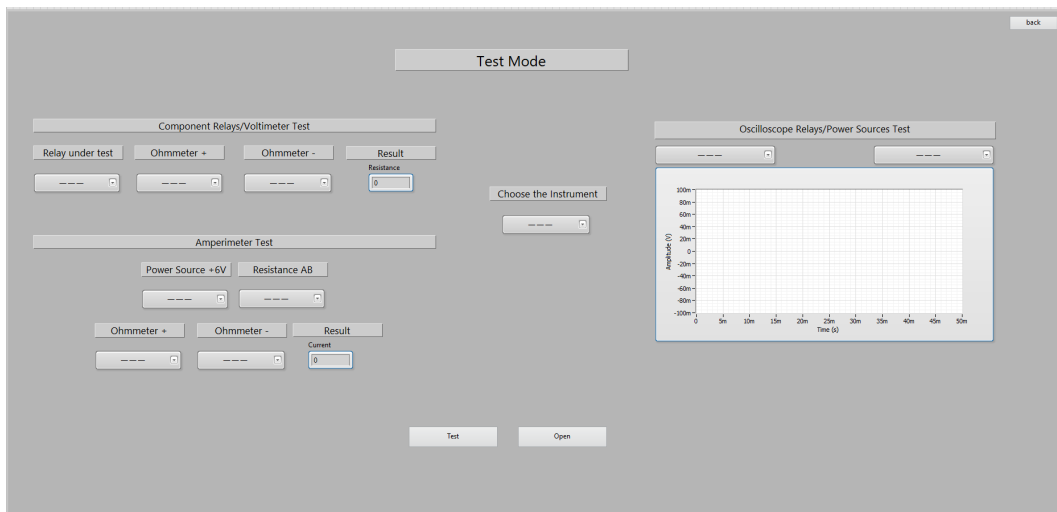 back
Test Mode
Component Relays/Voltimeter Test
Relay under test Ohmmeter + Ohmmeter - Result
Resistance
--- --- --- 0
Choose the Instrument
---
Amperimeter Test
Power Source +6V Resistance AB
--- ---
Ohmmeter + Ohmmeter - Result
Current
--- --- 0
Oscilloscope Relays/Power Sources Test
--- ---
Amplitude (V)
100m
80m
60m
40m
20m
0
-20m
-40m
-60m
-80m
-100m
0 5m 10m 15m 20m 25m 30m 35m 40m 45m 50m
Time (s)
Test Open